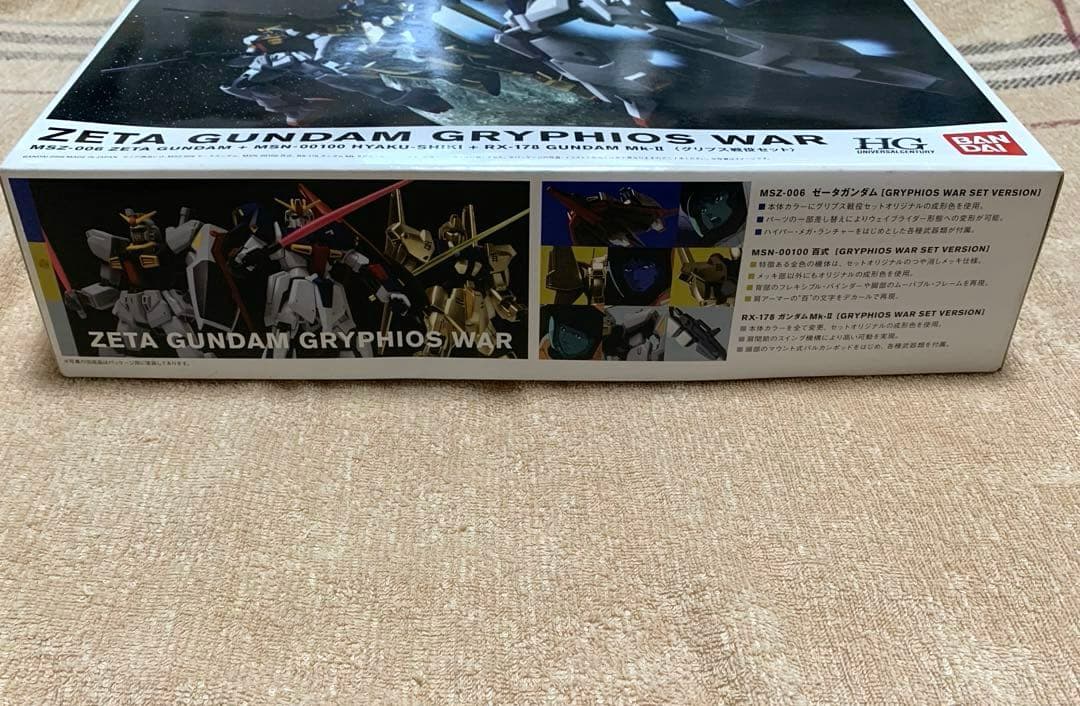 ZETA GUNDAM GRYPHIOS WAR
MSZ-006 ZETA GUNDAM + MSN-00100 HYAKU-SHIKI + RX-178 GUNDAM Mk-II 〈グリプス戦役セット〉
HG
UNIVERSAL CENTURY
BAN
DAI
ZETA GUNDAM GRYPHIOS WAR
MSZ-006 ゼータガンダム [GRYPHIOS WAR SET VERSION]
■本体カラーにグリプス戦役セットオリジナルの成形色を使用。
■パーツの一部差し替えによりウェイブライダー形態への変形が可能。
■ハイパー・メガ・ランチャーをはじめとした各種武器類が付属。
MSN-00100 百式 [GRYPHIOS WAR SET VERSION]
■特徴ある金色の機体は、セットオリジナルのつや消しメッキ仕様。
■メッキ部以外にもオリジナルの成形色を使用。
■背部のフレキシブル・バインダーや脚部のムーバブル・フレームを再現。
■肩アーマーの"百"の文字をデカールで再現。
RX-178 ガンダムMk-II [GRYPHIOS WAR SET VERSION]
■本体カラーを全て変更、セットオリジナルの成形色を使用。
■肩関節のスイング機構により高い可動を実現。
■頭部のマウント式バルカンポッドをはじめ、各種武器類を付属。